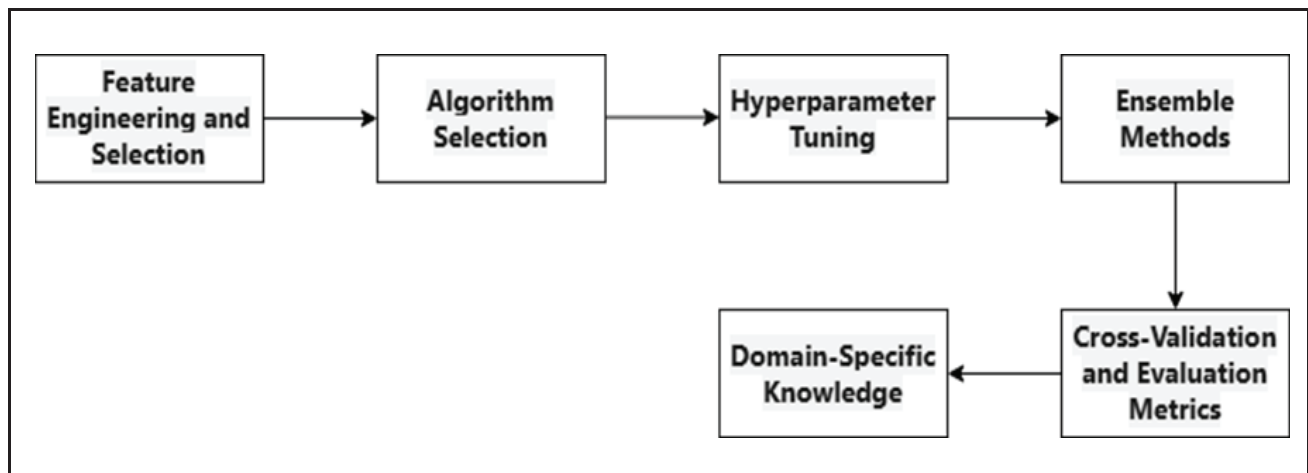 Feature
Engineering and
Selection
Algorithm
Selection
Hyperparameter
Tuning
Ensemble
Methods
Cross-Validation
and Evaluation
Metrics
Domain-Specific
Knowledge